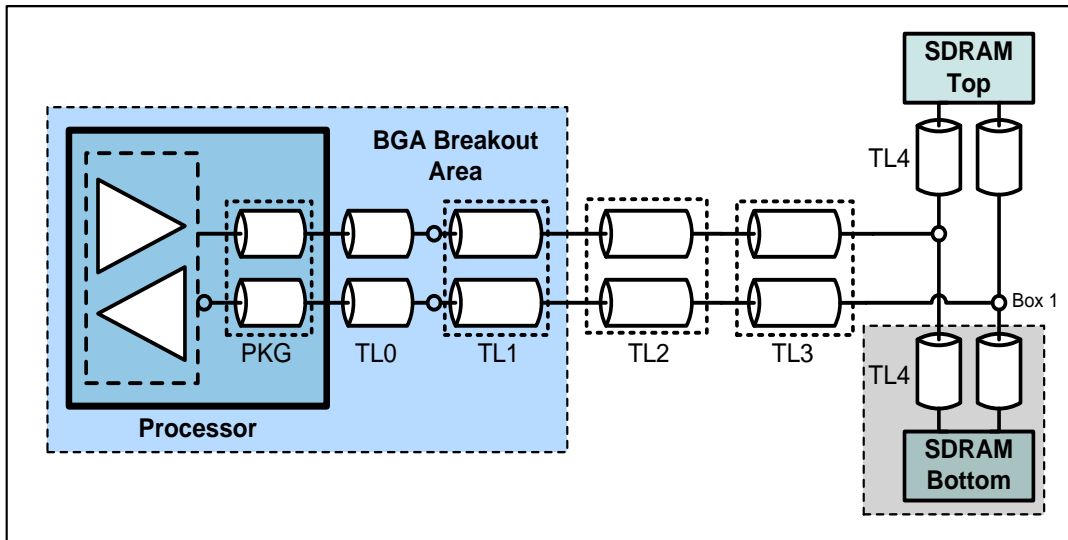 SDRAM
Top
BGA Breakout
Area
TL4
PKG
TL0
TL1
TL2
TL3
Box 1
TL4
Processor
SDRAM
Bottom